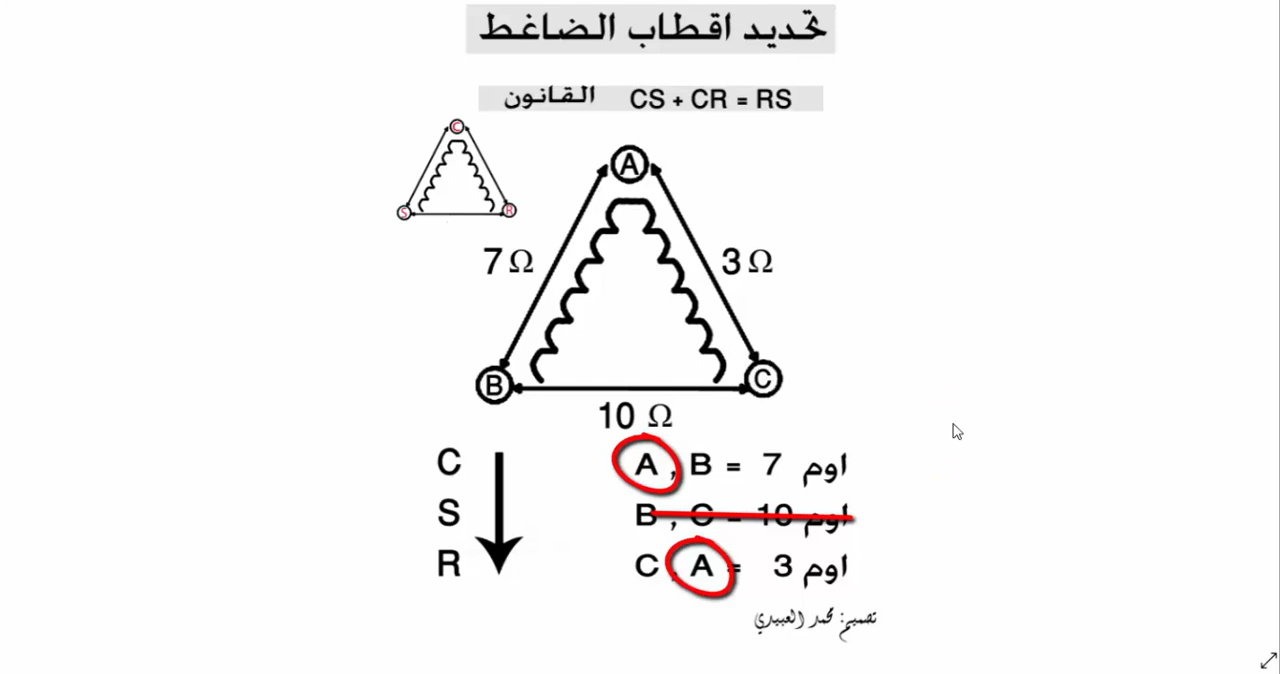 تحديد اقطاب الضاغط
القانون CS + CR = RS
C
S
R
A
7 Ω
3 Ω
B
C
10 Ω
C
S
R
A , B = 7 اوم
B , C = 10 اوم
C , A = 3 اوم
تصميم: محمد العبيدي